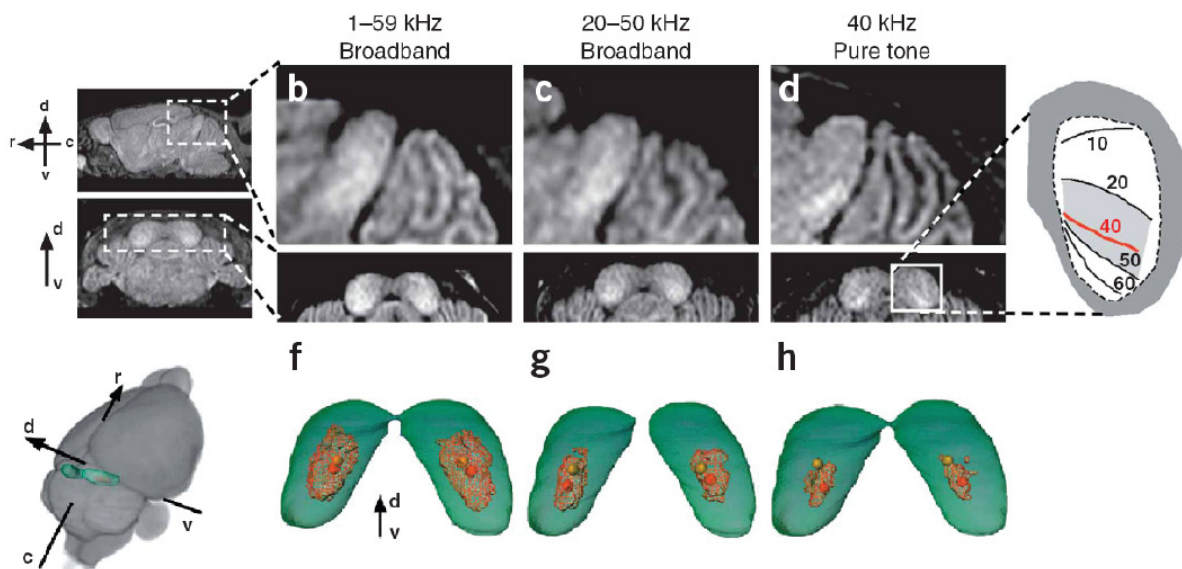 1–59 kHz
Broadband
20–50 kHz
Broadband
40 kHz
Pure tone
b
c
d
d
r
c
v
d
v
10
20
40
50
60
f
g
h
r
d
v
c
d
v